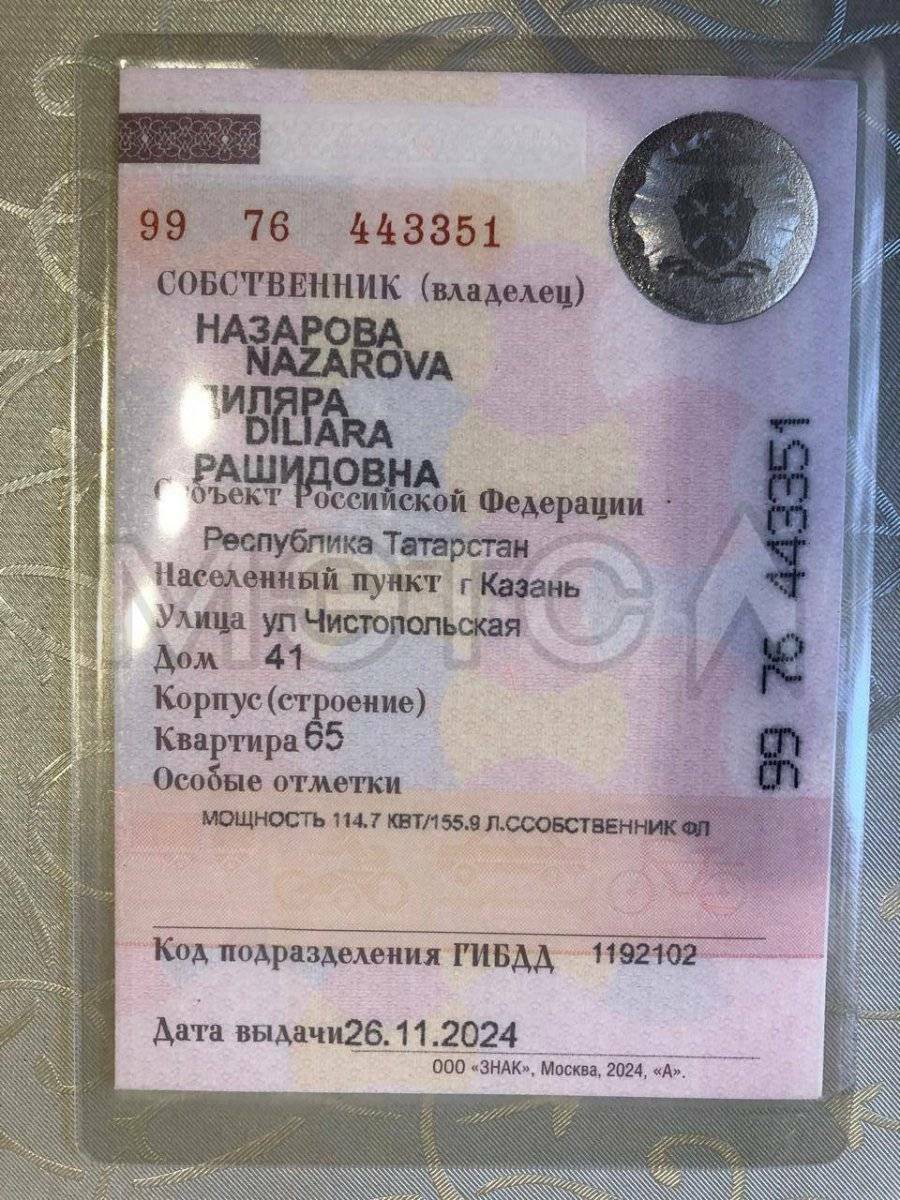 99 76 443351
СОБСТВЕННИК (владелец)
НАЗАРОВА
NAZAROVA
ДИЛЯРА
DILIARA
РАШИДОВНА
Субъект Российской Федерации
Республика Татарстан
Населенный пункт г Казань
Улица ул Чистопольская
Дом 41
Корпус (строение)
Квартира 65
Особые отметки
МОЩНОСТЬ 114.7 КВТ/155.9 Л.ССОБСТВЕННИК ФЛ
Код подразделения ГИБДД 1192102
Дата выдачи 26.11.2024
ООО «ЗНАК», Москва, 2024, «А».
99 76 443351